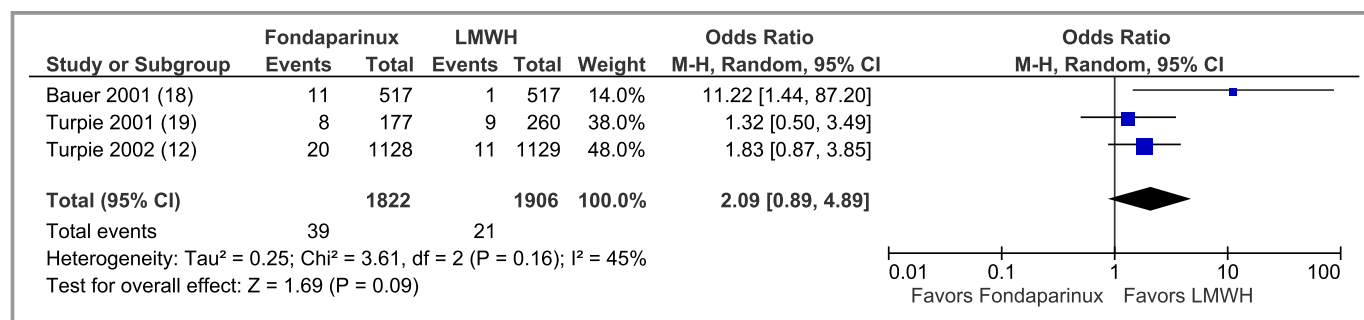 Fondaparinux LMWH Odds Ratio Odds Ratio
Study or Subgroup Events Total Events Total Weight M-H, Random, 95% CI M-H, Random, 95% CI
Bauer 2001 (18) 11 517 1 517 14.0% 11.22 [1.44, 87.20]
Turpie 2001 (19) 8 177 9 260 38.0% 1.32 [0.50, 3.49]
Turpie 2002 (12) 20 1128 11 1129 48.0% 1.83 [0.87, 3.85]
Total (95% CI) 1822 1906 100.0% 2.09 [0.89, 4.89]
Total events 39 21
Heterogeneity: Tau² = 0.25; Chi² = 3.61, df = 2 (P = 0.16); I² = 45%
Test for overall effect: Z = 1.69 (P = 0.09)
0.01 0.1 1 10 100
Favors Fondaparinux Favors LMWH